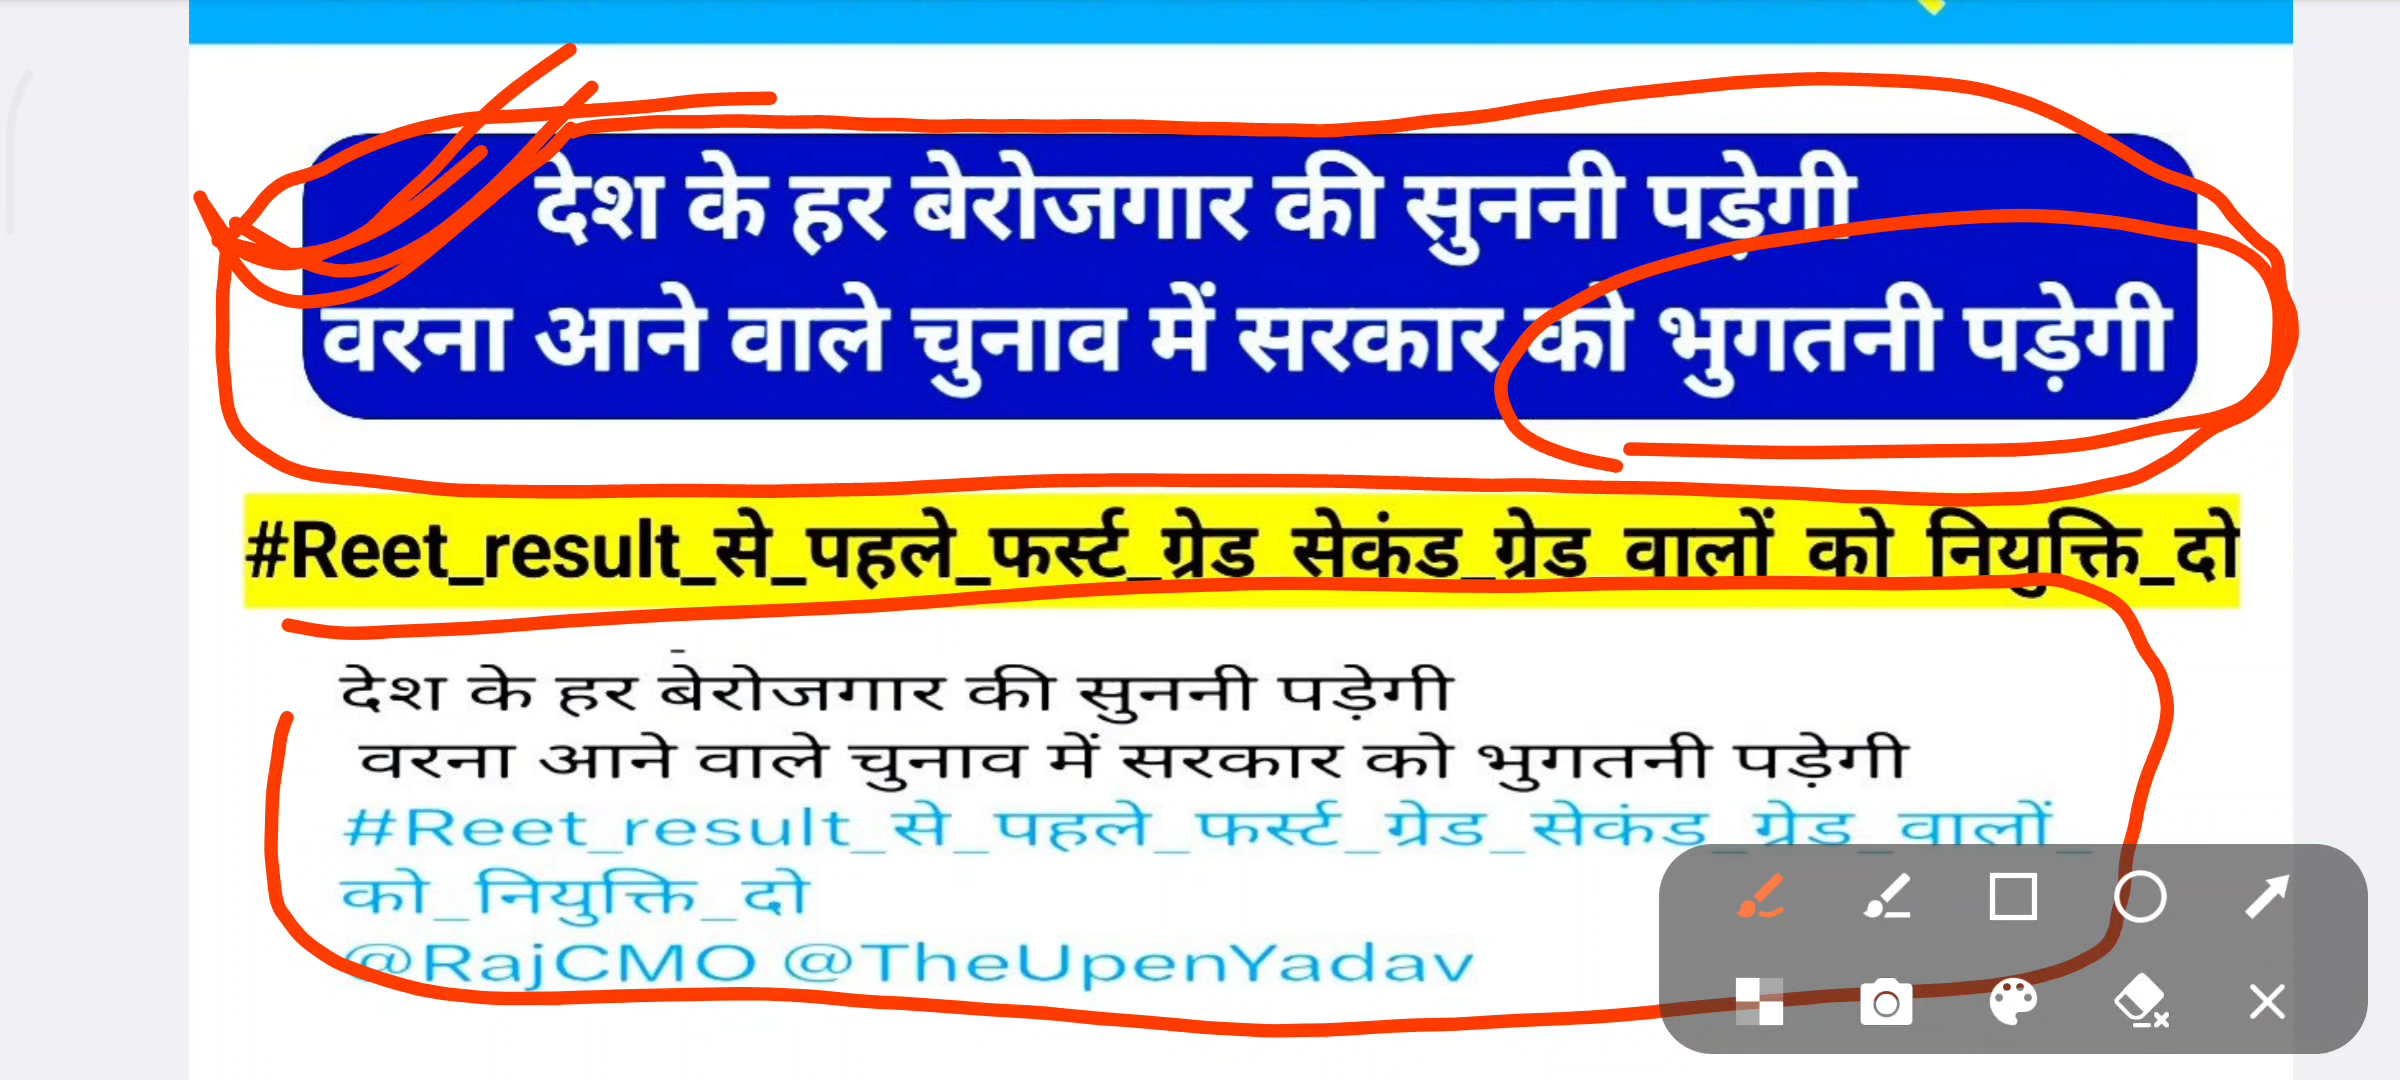 देश के हर बेरोजगार की सुननी पड़ेगी
वरना आने वाले चुनाव में सरकार को भुगतनी पड़ेगी
#Reet_result_से_पहले_फर्स्ट_ग्रेड_सेकंड_ग्रेड_वालों_को_नियुक्ति_दो
देश के हर बेरोजगार की सुननी पड़ेगी
वरना आने वाले चुनाव में सरकार को भुगतनी पड़ेगी
#Reet_result_से_पहले_फर्स्ट_ग्रेड_सेकंड_ग्रेड_वालों_
को_नियुक्ति_दो
@RajCMO @TheUpenYadav